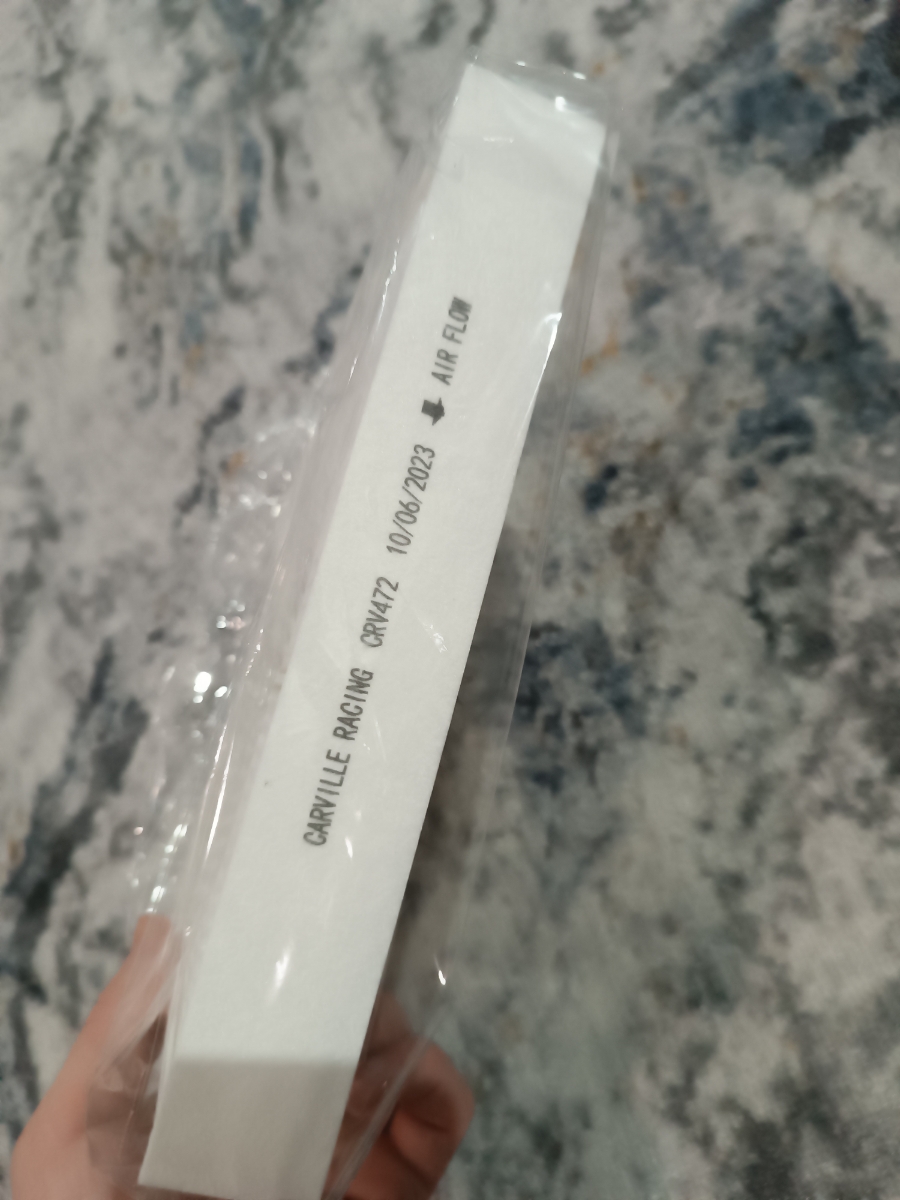 CARVILLE RACING CRV472 10/06/2023 🡇 AIR FLOW